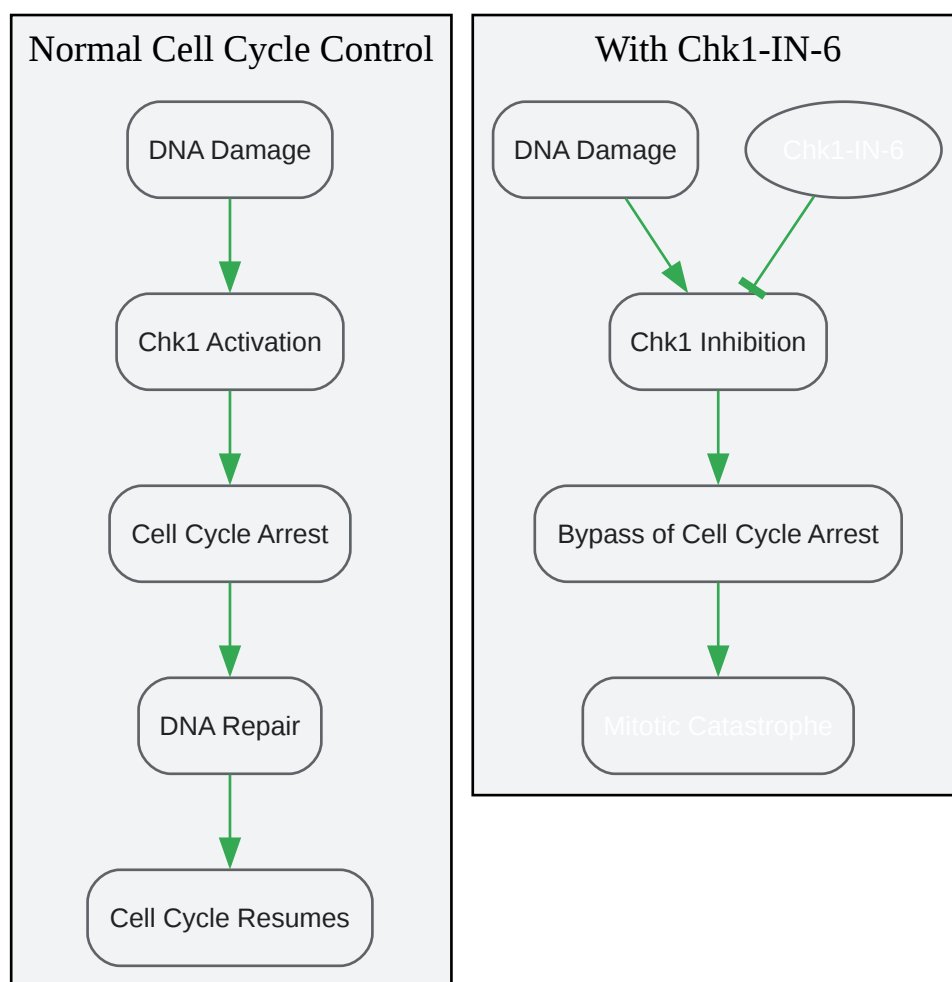 Normal Cell Cycle Control
DNA Damage
Chk1 Activation
Cell Cycle Arrest
DNA Repair
Cell Cycle Resumes
With Chk1-IN-6
DNA Damage
Chk1-IN-6
Chk1 Inhibition
Bypass of Cell Cycle Arrest
Mitotic Catastrophe